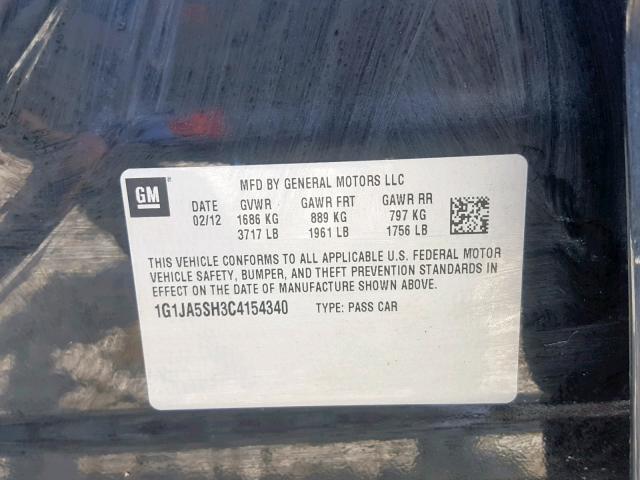 GM
MFD BY GENERAL MOTORS LLC
DATE GVWR GAWR FRT GAWR RR
02/12 1686 KG 889 KG 797 KG
3717 LB 1961 LB 1756 LB
THIS VEHICLE CONFORMS TO ALL APPLICABLE U.S. FEDERAL MOTOR
VEHICLE SAFETY, BUMPER, AND THEFT PREVENTION STANDARDS IN
EFFECT ON THE DATE OF MANUFACTURE SHOWN ABOVE.
1G1JA5SH3C4154340 TYPE: PASS CAR